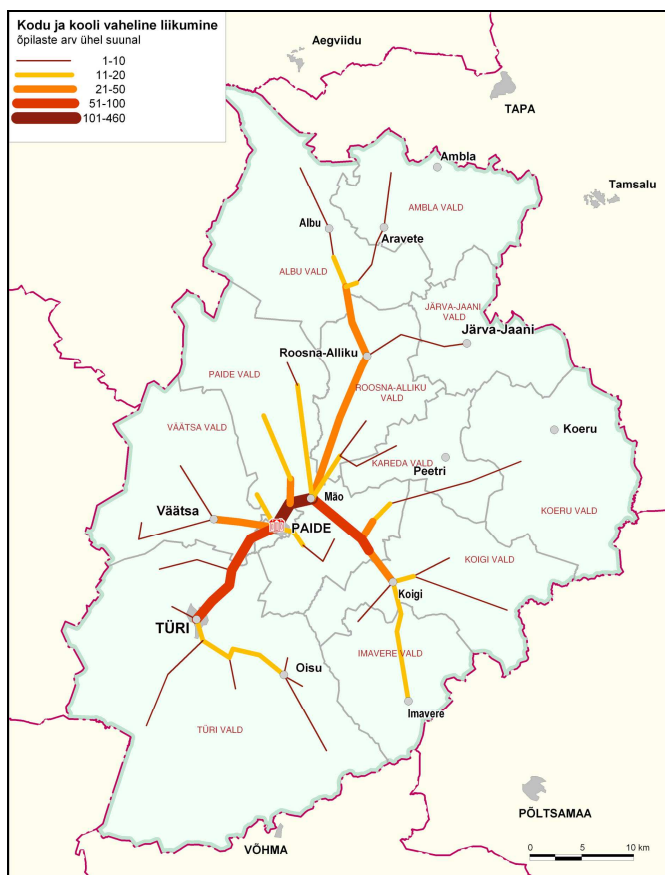 Kodu ja kooli vaheline liikumine
õpilaste arv ühel suunal
1-10
11-20
21-50
51-100
101-460
Aegviidu
TAPA
Ambla
Tamsalu
AMBLA VALD
Albu
Aravete
ALBU VALD
JÄRVA-JAANI
VALD
Järva-Jaani
Roosna-Alliku
PAIDE VALD
ROOSNA-ALLIKU
VALD
VÄÄTSA VALD
Koeru
KAREDA VALD
Peetri
Mäo
Väätsa
PAIDE
KOERU VALD
KOIGI VALD
Koigi
TÜRI
IMAVERE VALD
Oisu
Imavere
TÜRI VALD
PÕLTSAMAA
VÕHMA
0 5 10 km